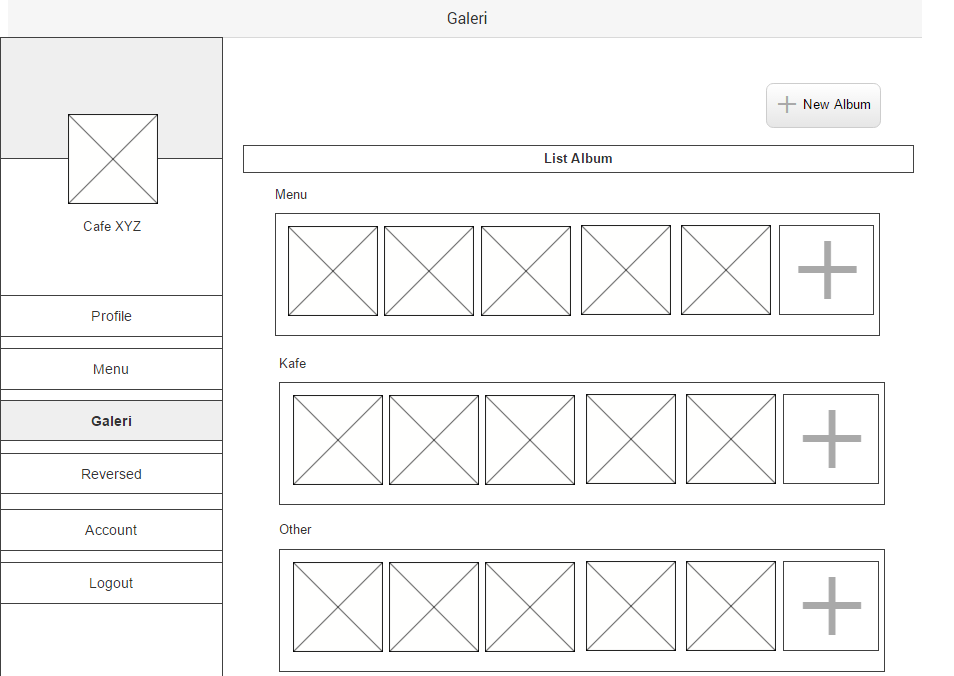 Galeri
Cafe XYZ
Profile
Menu
Galeri
Reversed
Account
Logout
New Album
List Album
Menu
Kafe
Other